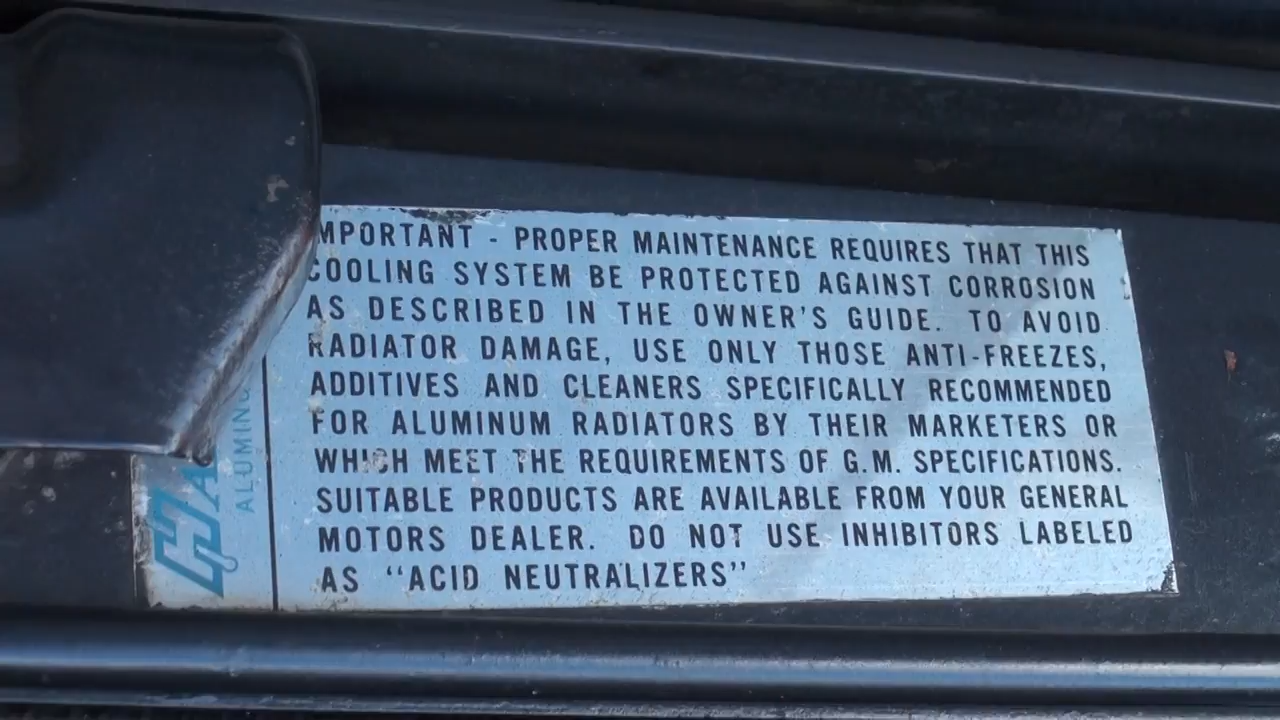 MPORTANT - PROPER MAINTENANCE REQUIRES THAT THIS
COOLING SYSTEM BE PROTECTED AGAINST CORROSION
AS DESCRIBED IN THE OWNER'S GUIDE. TO AVOID
RADIATOR DAMAGE, USE ONLY THOSE ANTI-FREEZES,
ADDITIVES AND CLEANERS SPECIFICALLY RECOMMENDED
FOR ALUMINUM RADIATORS BY THEIR MARKETERS OR
WHICH MEET THE REQUIREMENTS OF G.M. SPECIFICATIONS.
SUITABLE PRODUCTS ARE AVAILABLE FROM YOUR GENERAL
MOTORS DEALER. DO NOT USE INHIBITORS LABELED
AS "ACID NEUTRALIZERS"